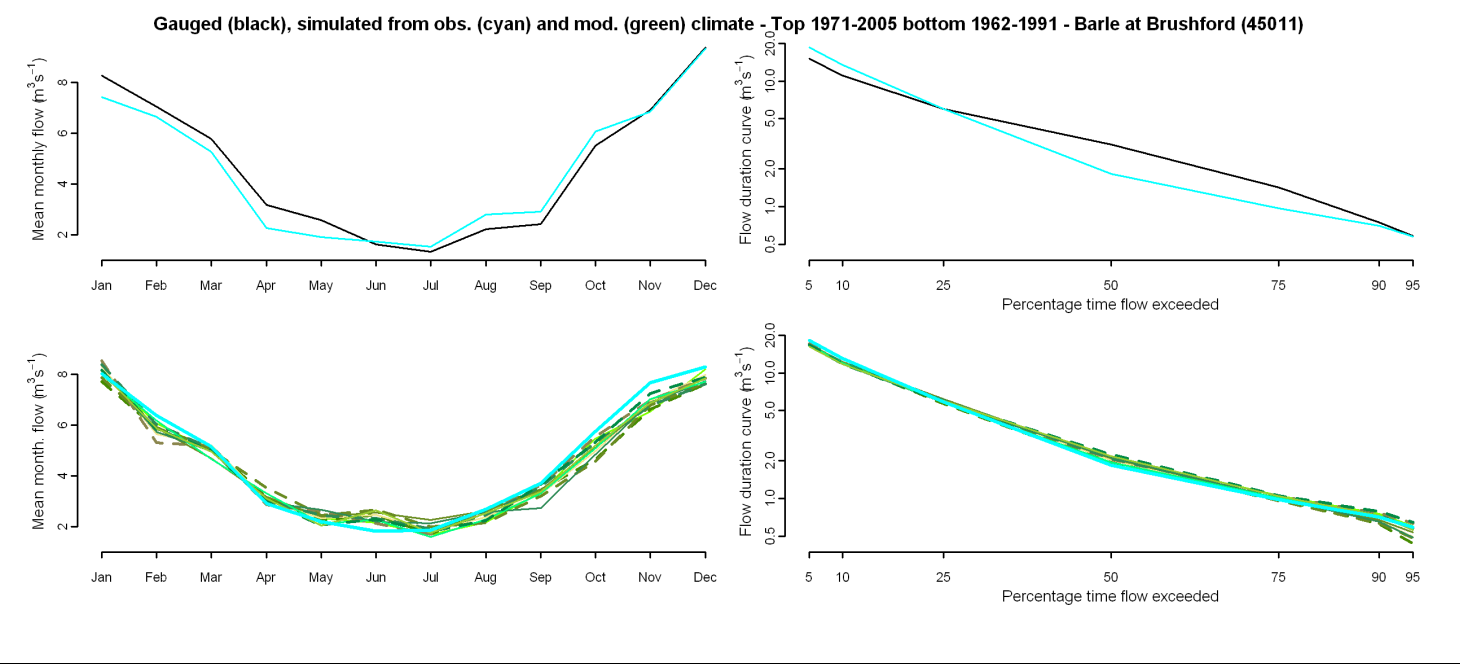 Gauged (black), simulated from obs. (cyan) and mod. (green) climate - Top 1971-2005 bottom 1962-1991 - Barle at Brushford (45011)
Mean monthly flow (m³s⁻¹)
8
6
4
2
Jan Feb Mar Apr May Jun Jul Aug Sep Oct Nov Dec
Flow duration curve (m³s⁻¹)
20.0
10.0
5.0
2.0
1.0
0.5
5 10 25 50 75 90 95
Percentage time flow exceeded
Mean month. flow (m³s⁻¹)
8
6
4
2
Jan Feb Mar Apr May Jun Jul Aug Sep Oct Nov Dec
Flow duration curve (m³s⁻¹)
20.0
10.0
5.0
2.0
1.0
0.5
5 10 25 50 75 90 95
Percentage time flow exceeded